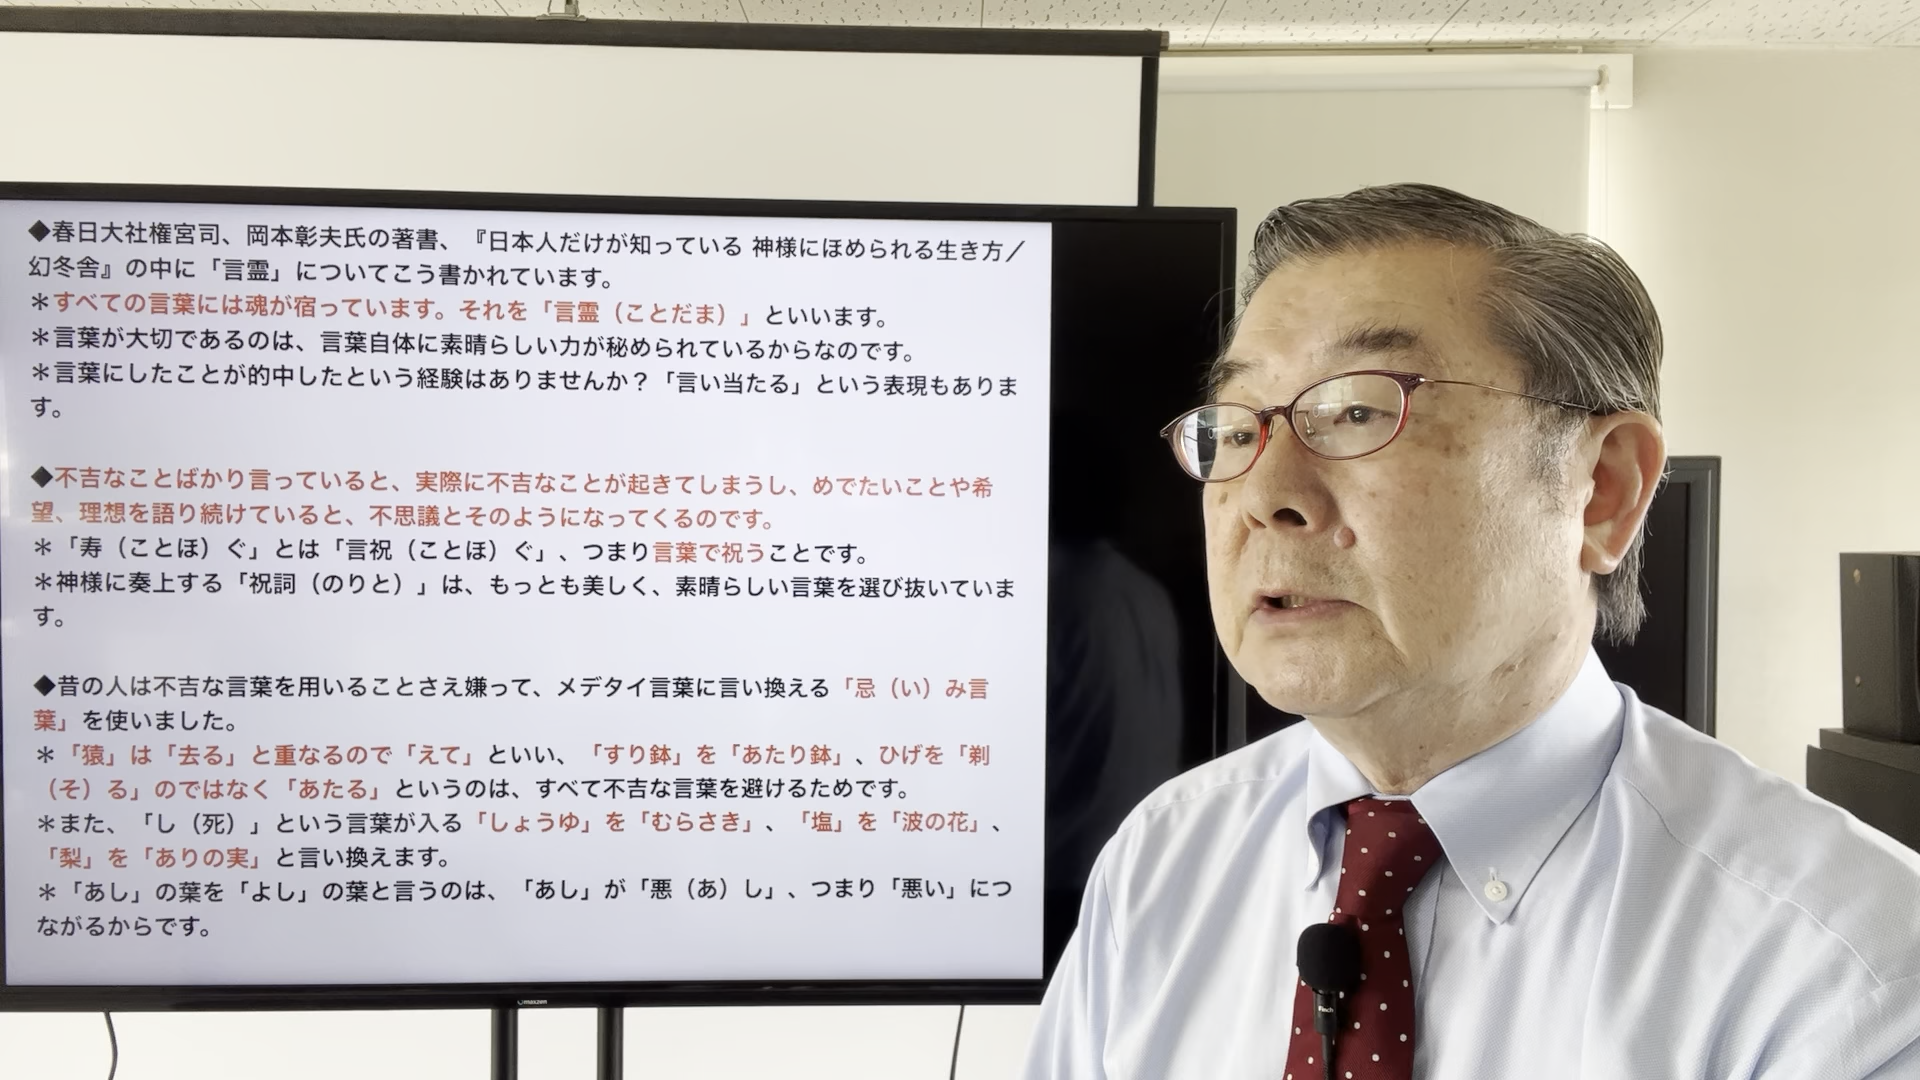 ◆春日大社権宮司、岡本彰夫氏の著書、『日本人だけが知っている 神様にほめられる生き方／
幻冬舎』の中に「言霊」についてこう書かれています。
＊すべての言葉には魂が宿っています。それを「言霊（ことだま）」といいます。
＊言葉が大切であるのは、言葉自体に素晴らしい力が秘められているからなのです。
＊言葉にしたことが的中したという経験はありませんか？「言い当たる」という表現もありま
す。
◆不吉なことばかり言っていると、実際に不吉なことが起きてしまうし、めでたいことや希
望、理想を語り続けていると、不思議とそのようになってくるのです。
＊「寿（ことほ）ぐ」とは「言祝（ことほ）ぐ」、つまり言葉で祝うことです。
＊神様に奏上する「祝詞（のりと）」は、もっとも美しく、素晴らしい言葉を選び抜いていま
す。
◆昔の人は不吉な言葉を用いることさえ嫌って、メデタイ言葉に言い換える「忌（い）み言
葉」を使いました。
＊「猿」は「去る」と重なるので「えて」といい、「すり鉢」を「あたり鉢」、ひげを「剃
（そ）る」のではなく「あたる」というのは、すべて不吉な言葉を避けるためです。
＊また、「し（死）」という言葉が入る「しょうゆ」を「むらさき」、「塩」を「波の花」、
「梨」を「ありの実」と言い換えます。
＊「あし」の葉を「よし」の葉と言うのは、「あし」が「悪（あ）し」、つまり「悪い」につ
ながるからです。
maxzen